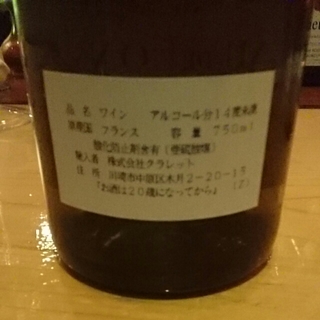 品名 ワイン アルコール分14度未満
原産国 フランス 容量 750ml
酸化防止剤含有(亜硫酸塩)
輸入者 株式会社クラレット
住所 川崎市中原区木月2-20-15
「お酒は20歳になってから」 (Z)